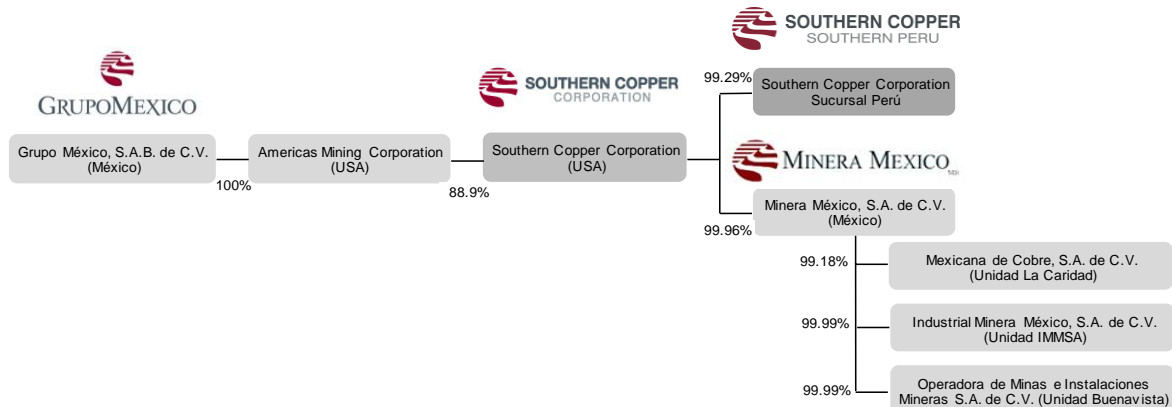 SOUTHERN COPPER
SOUTHERN PERU
GRUPOMEXICO
SOUTHERN COPPER
CORPORATION
99.29%
Southern Copper Corporation
Sucursal Perú
Grupo México, S.A.B. de C.V.
(México)
100%
Americas Mining Corporation
(USA)
88.9%
Southern Copper Corporation
(USA)
MINERA MEXICO
99.96%
Minera México, S.A. de C.V.
(México)
99.18%
Mexicana de Cobre, S.A. de C.V.
(Unidad La Caridad)
99.99%
Industrial Minera México, S.A. de C.V.
(Unidad IMMSA)
99.99%
Operadora de Minas e Instalaciones
Mineras S.A. de C.V. (Unidad Buenavista)